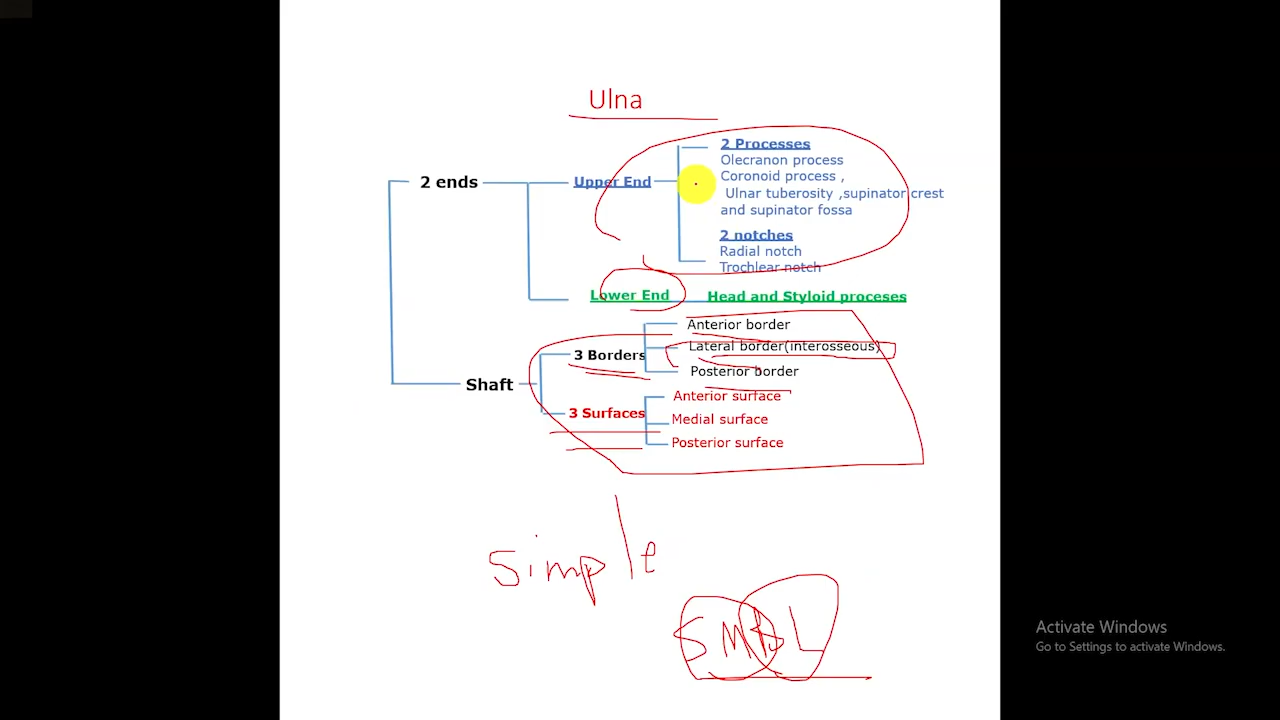 Ulna
2 Processes
Olecranon process
Coronoid process ,
Ulnar tuberosity ,supinator crest
and supinator fossa
2 ends
Upper End
2 notches
Radial notch
Trochlear notch
Lower End
Head and Styloid proceses
Anterior border
3 Borders
Lateral border(interosseous)
Posterior border
Shaft
Anterior surface
3 Surfaces
Medial surface
Posterior surface
Simple
Activate Windows
Go to Settings to activate Windows.